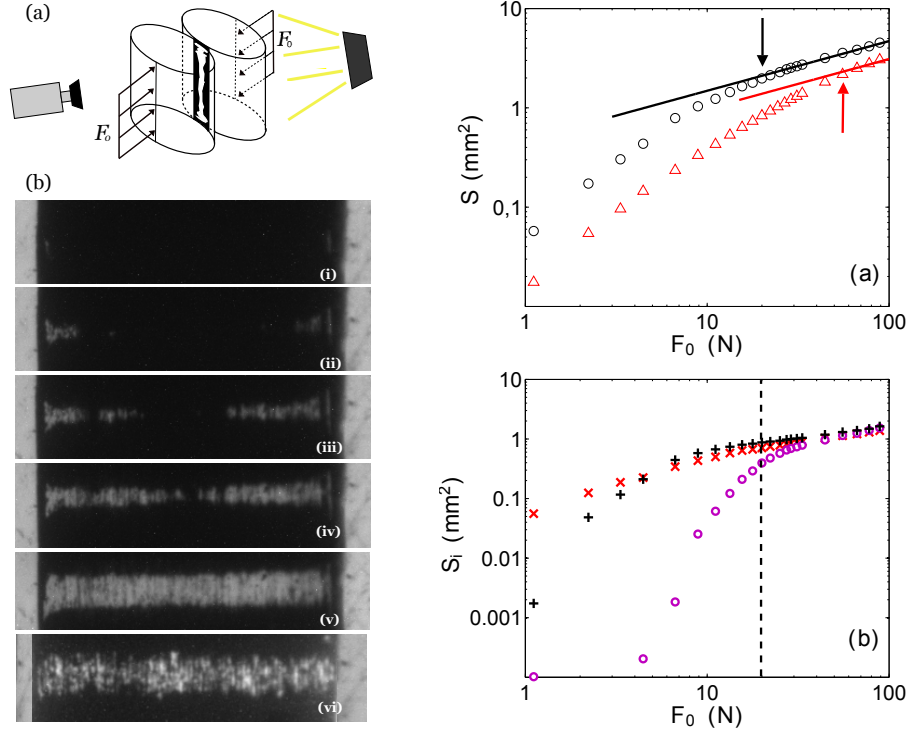 (a)
F₀
F₀
(b)
(i)
(ii)
(iii)
(iv)
(v)
(vi)
10
1
0,1
S (mm²)
(a)
1
10
100
F₀ (N)
10
1
0.1
0.01
0.001
Sᵢ (mm²)
(b)
1
10
100
F₀ (N)